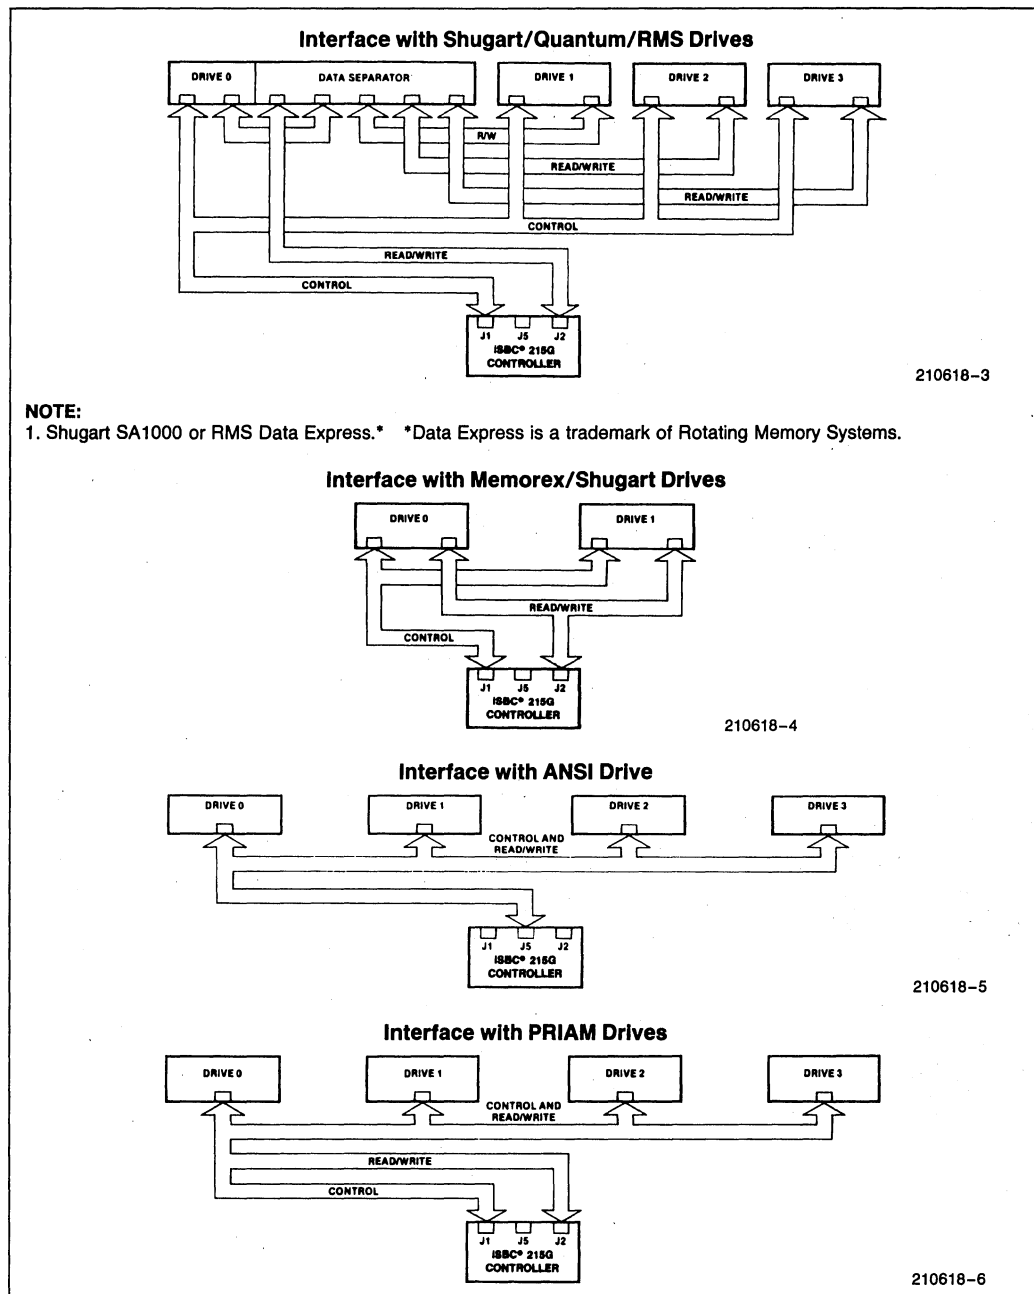 Interface with Shugart/Quantum/RMS Drives
DRIVE 0 DATA SEPARATOR DRIVE 1 DRIVE 2 DRIVE 3
R/W
READ/WRITE
READ/WRITE
CONTROL
READ/WRITE
CONTROL
J1 J5 J2
iSBC® 215G
CONTROLLER
210618-3
NOTE:
1. Shugart SA1000 or RMS Data Express.* *Data Express is a trademark of Rotating Memory Systems.
Interface with Memorex/Shugart Drives
DRIVE 0 DRIVE 1
READ/WRITE
CONTROL
J1 J5 J2
iSBC® 215G
CONTROLLER
210618-4
Interface with ANSI Drive
DRIVE 0 DRIVE 1 DRIVE 2 DRIVE 3
CONTROL AND
READ/WRITE
J1 J5 J2
iSBC® 215G
CONTROLLER
210618-5
Interface with PRIAM Drives
DRIVE 0 DRIVE 1 DRIVE 2 DRIVE 3
CONTROL AND
READ/WRITE
READ/WRITE
CONTROL
J1 J5 J2
iSBC® 215G
CONTROLLER
210618-6